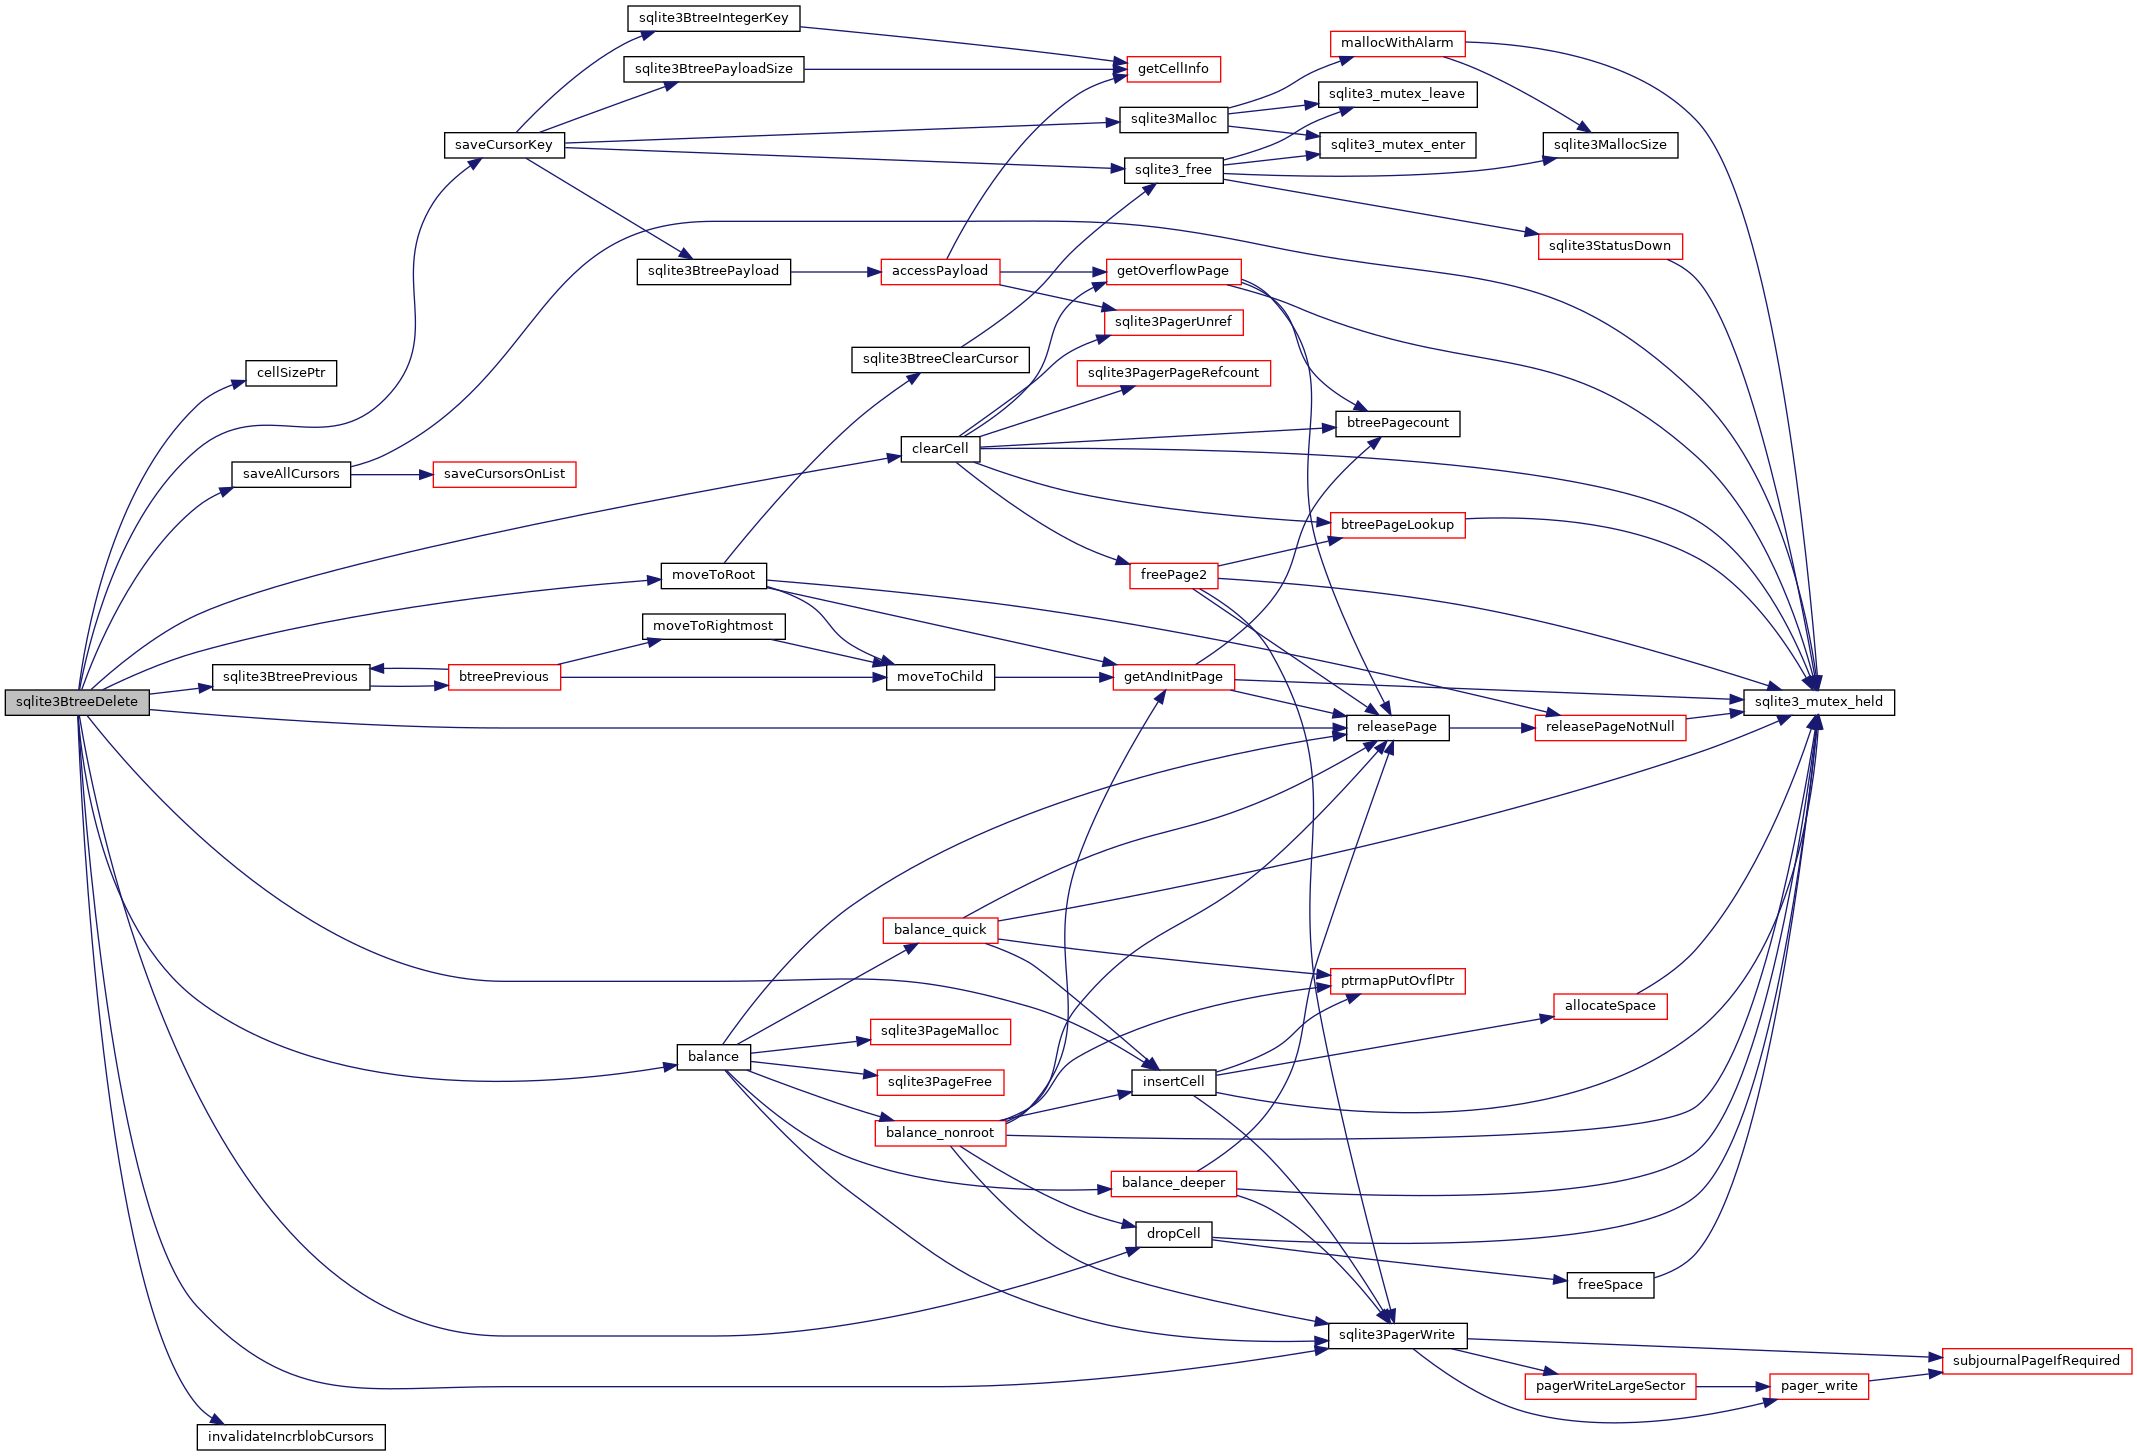 sqlite3BtreeIntegerKey
mallocWithAlarm
sqlite3BtreePayloadSize
getCellInfo
sqlite3_mutex_leave
sqlite3Malloc
saveCursorKey
sqlite3_mutex_enter
sqlite3MallocSize
sqlite3_free
sqlite3StatusDown
sqlite3BtreePayload
accessPayload
getOverflowPage
sqlite3PagerUnref
sqlite3BtreeClearCursor
cellSizePtr
sqlite3PagerPageRefcount
btreePagecount
clearCell
saveAllCursors
saveCursorsOnList
btreePageLookup
moveToRoot
freePage2
moveToRightmost
sqlite3BtreePrevious
btreePrevious
moveToChild
getAndInitPage
sqlite3BtreeDelete
sqlite3_mutex_held
releasePage
releasePageNotNull
balance_quick
ptrmapPutOvflPtr
allocateSpace
sqlite3PageMalloc
balance
sqlite3PageFree
insertCell
balance_nonroot
balance_deeper
dropCell
freeSpace
sqlite3PagerWrite
subjournalPageIfRequired
pagerWriteLargeSector
pager_write
invalidateIncrblobCursors